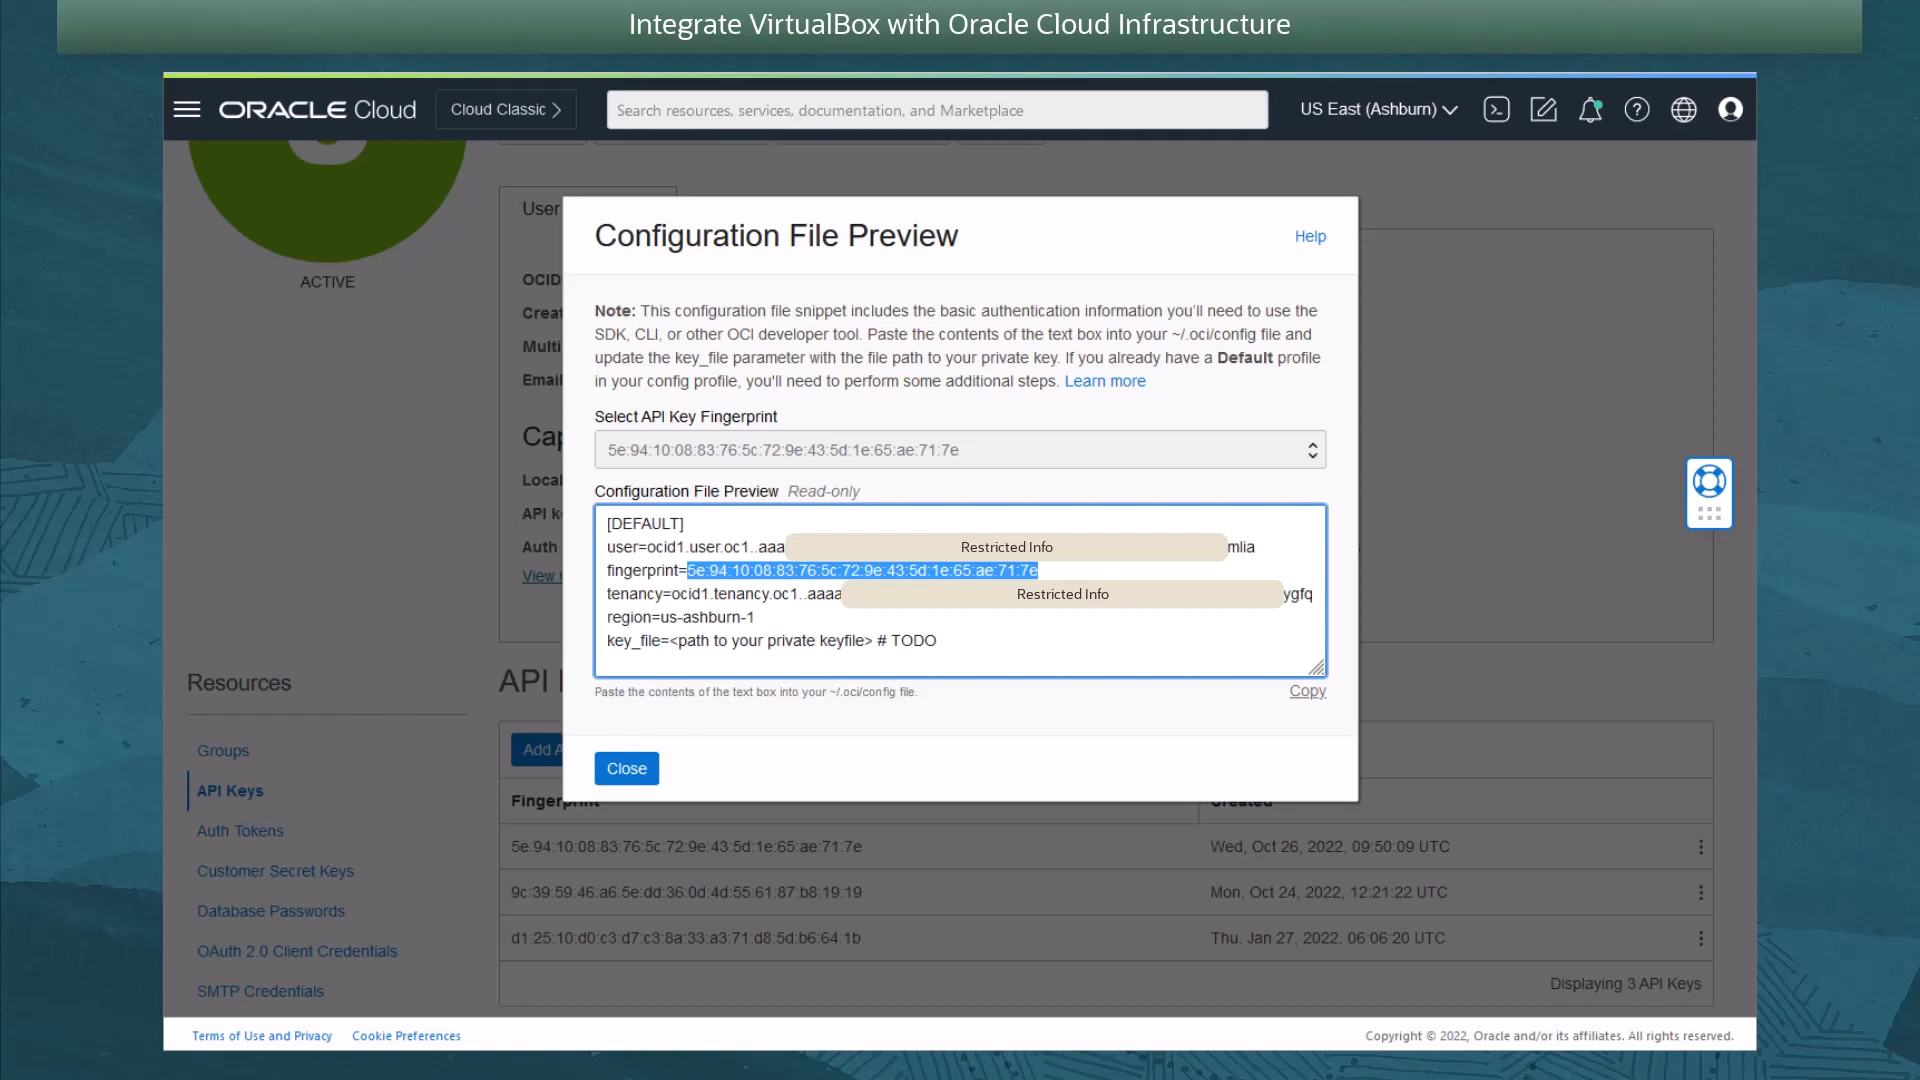 Integrate VirtualBox with Oracle Cloud Infrastructure
ORACLE Cloud
Cloud Classic
Search resources, services, documentation, and Marketplace
US East (Ashburn)
ACTIVE
User
OCID
Creat
Multi
Email
Cap
Local
API k
Auth
View
Configuration File Preview
Help
Note: This configuration file snippet includes the basic authentication information you'll need to use the
SDK, CLI, or other OCI developer tool. Paste the contents of the text box into your ~/.oci/config file and
update the key_file parameter with the file path to your private key. If you already have a Default profile
in your config profile, you'll need to perform some additional steps. Learn more
Select API Key Fingerprint
5e:94:10:08:83:76:5c:72:9e:43:5d:1e:65:ae:71:7e
Configuration File Preview Read-only
[DEFAULT]
user=ocid1.user.oc1..aaa Restricted Info mlia
fingerprint=5e:94:10:08:83:76:5c:72:9e:43:5d:1e:65:ae:71:7e
tenancy=ocid1.tenancy.oc1..aaaa Restricted Info ygfq
region=us-ashburn-1
key_file=<path to your private keyfile> # TODO
Paste the contents of the text box into your ~/.oci/config file.
Copy
Close
Resources
Groups
API Keys
Auth Tokens
Customer Secret Keys
Database Passwords
OAuth 2.0 Client Credentials
SMTP Credentials
API
Add A
Fingerprint
Created
5e:94:10:08:83:76:5c:72:9e:43:5d:1e:65:ae:71:7e
Wed, Oct 26, 2022, 09:50:09 UTC
9c:39:59:46:a6:5e:dd:36:0d:4d:55:61:87:b8:19:19
Mon, Oct 24, 2022, 12:21:22 UTC
d1:25:10:d0:c3:d7:c3:8a:33:a3:71:d8:5d:b6:64:1b
Thu, Jan 27, 2022, 06:06:20 UTC
Displaying 3 API Keys
Terms of Use and Privacy
Cookie Preferences
Copyright © 2022, Oracle and/or its affiliates. All rights reserved.